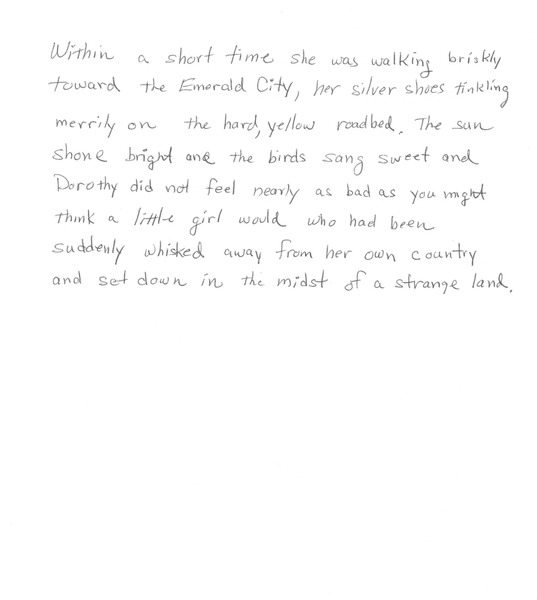 Within a short time she was walking briskly
toward the Emerald City, her silver shoes tinkling
merrily on the hard, yellow roadbed. The sun
shone bright and the birds sang sweet and
Dorothy did not feel nearly as bad as you might
think a little girl would who had been
suddenly whisked away from her own country
and set down in the midst of a strange land.